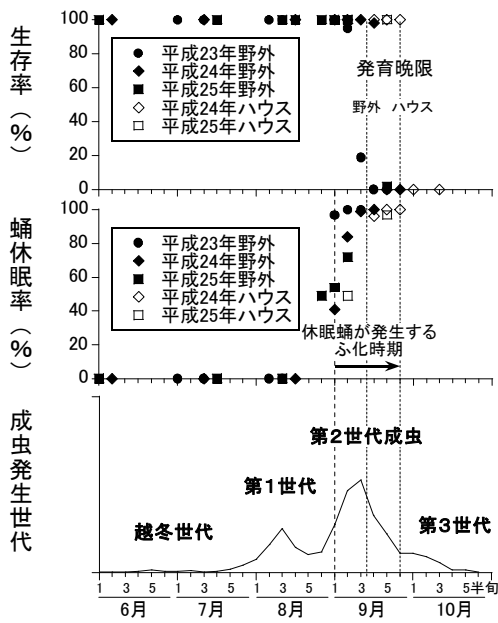 生存率（%）
100
80
60
40
20
0
平成23年野外
平成24年野外
平成25年野外
平成24年ハウス
平成25年ハウス
発育晩限
野外 ハウス
蛹休眠率（%）
100
80
60
40
20
0
平成23年野外
平成24年野外
平成25年野外
平成24年ハウス
平成25年ハウス
休眠蛹が発生する
ふ化時期
成虫発生世代
第2世代成虫
第1世代
越冬世代
第3世代
1 3 5 1 3 5 1 3 5 1 3 5 1 3 5半旬
6月 7月 8月 9月 10月